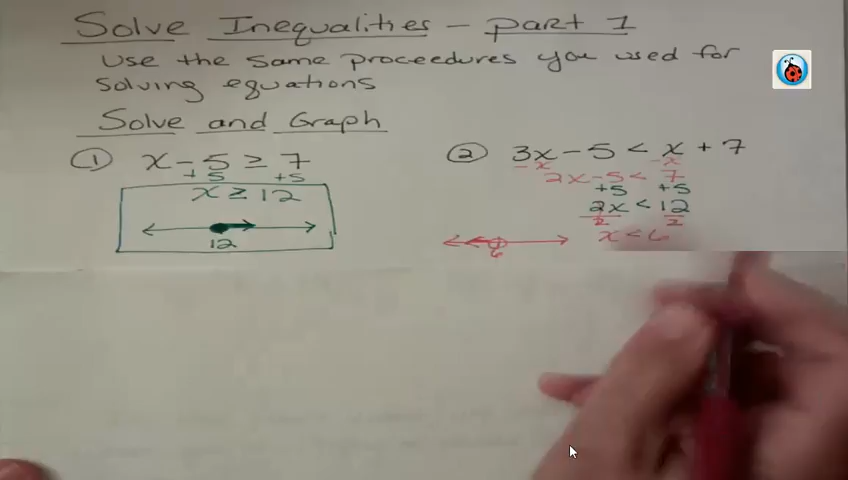 Solve Inequalities - part 1
Use the same proceedures you used for
solving equations
Solve and Graph
① x - 5 ≥ 7
+5 +5
x ≥ 12
12
② 3x - 5 < x + 7
-x -x
2x - 5 < 7
+5 +5
2x < 12
2 2
x < 6
6